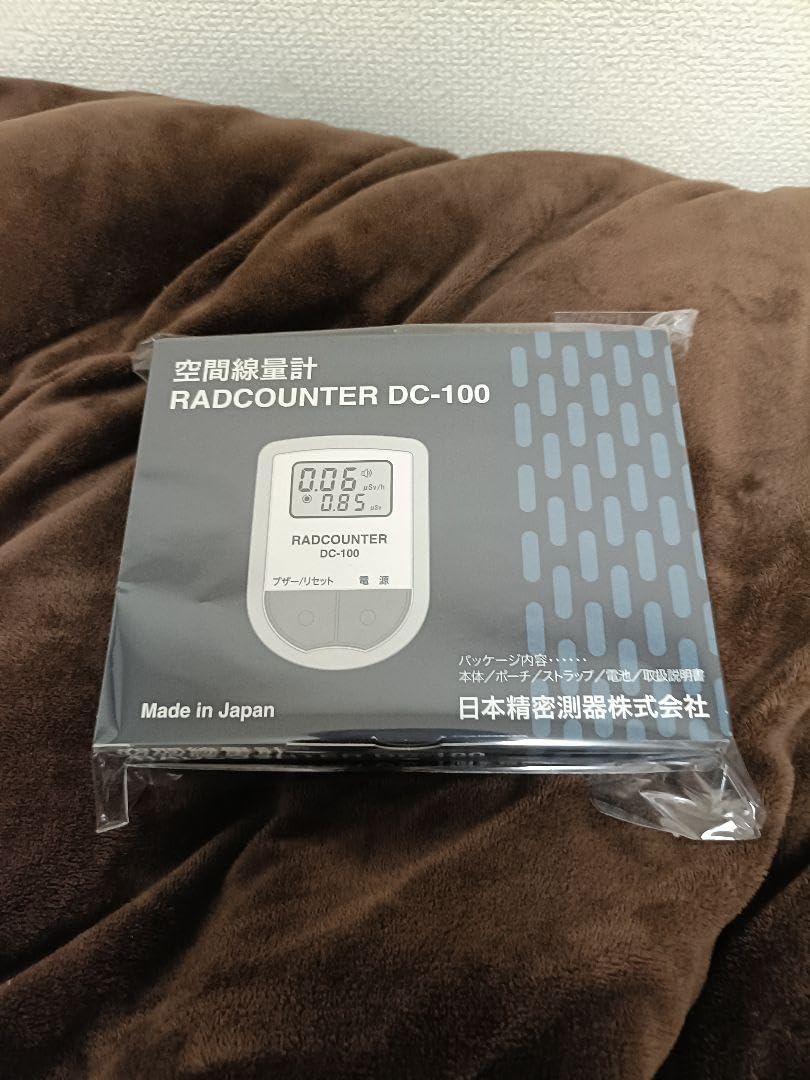 空間線量計
RADCOUNTER DC-100
0.06 μSv/h
0.85 μSv
RADCOUNTER
DC-100
ブザー/リセット 電源
パッケージ内容……
本体/ポーチ/ストラップ/電池/取扱説明書
Made in Japan
日本精密測器株式会社